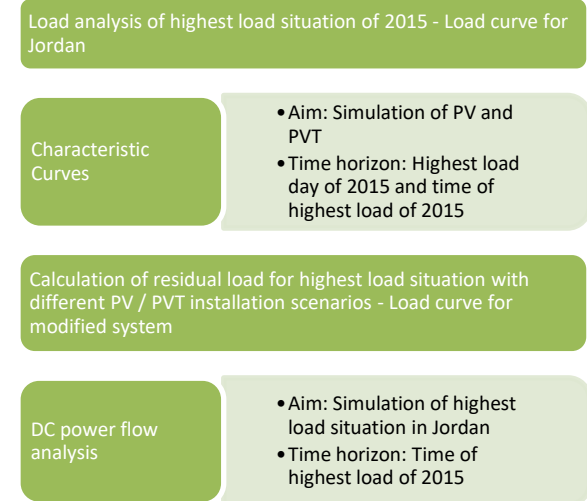 Load analysis of highest load situation of 2015 - Load curve for
Jordan
Characteristic
Curves
•Aim: Simulation of PV and
PVT
•Time horizon: Highest load
day of 2015 and time of
highest load of 2015
Calculation of residual load for highest load situation with
different PV / PVT installation scenarios - Load curve for
modified system
DC power flow
analysis
•Aim: Simulation of highest
load situation in Jordan
•Time horizon: Time of
highest load of 2015